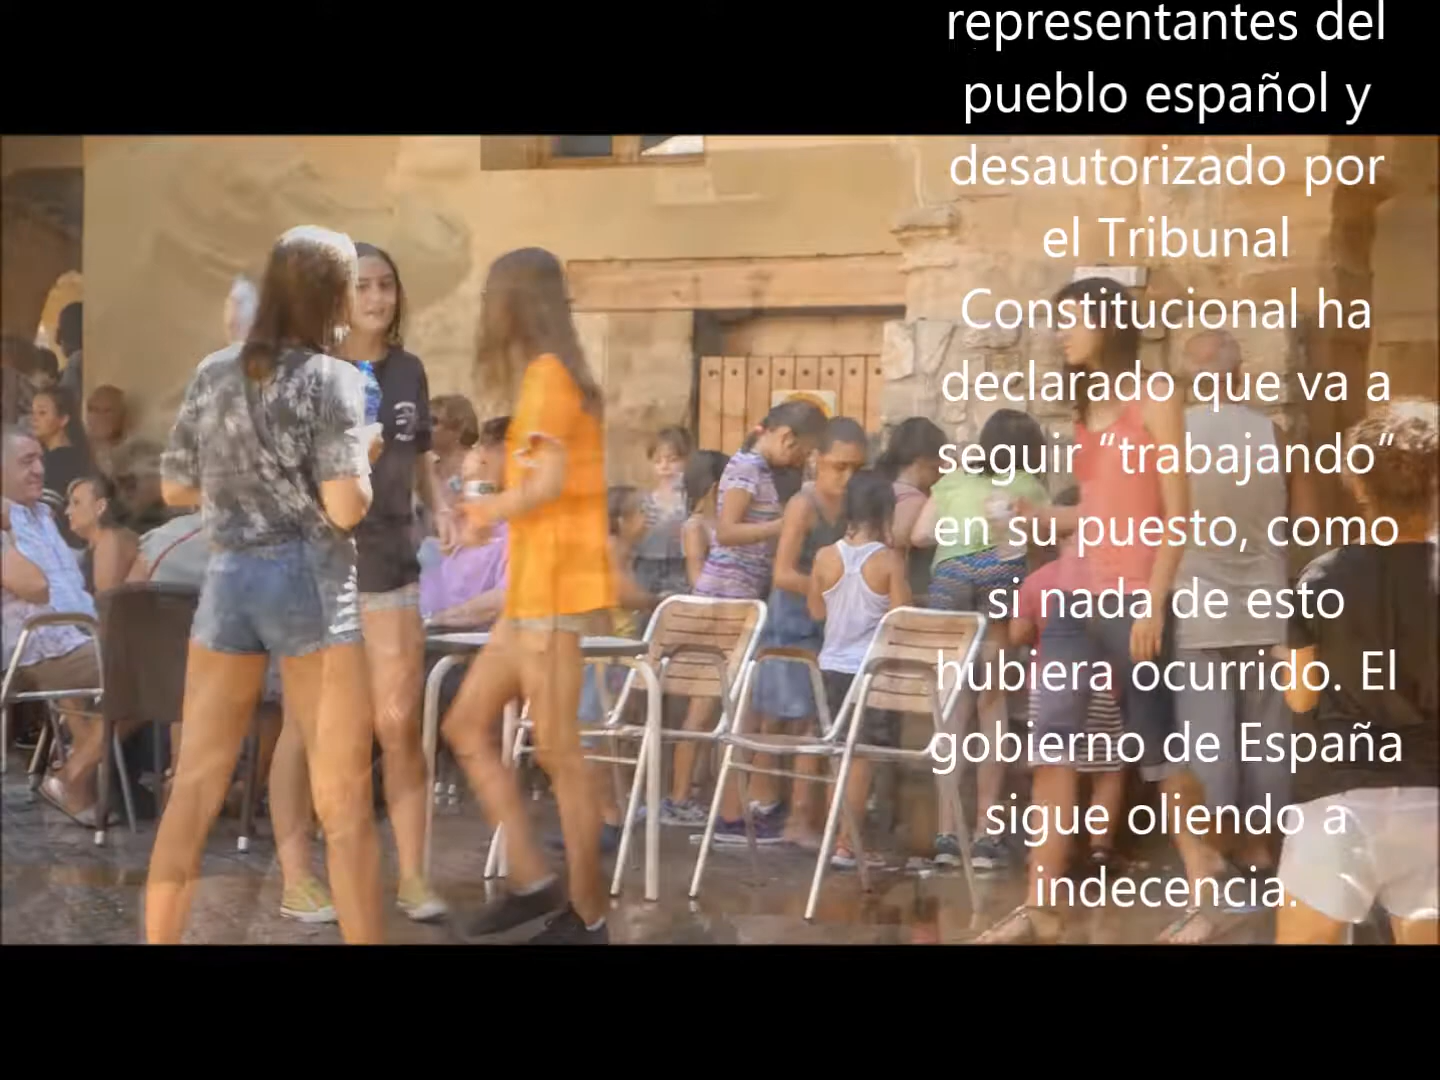 representantes del
pueblo español y
desautorizado por
el Tribunal
Constitucional ha
declarado que va a
seguir “trabajando”
en su puesto, como
si nada de esto
hubiera ocurrido. El
gobierno de España
sigue oliendo a
indecencia.